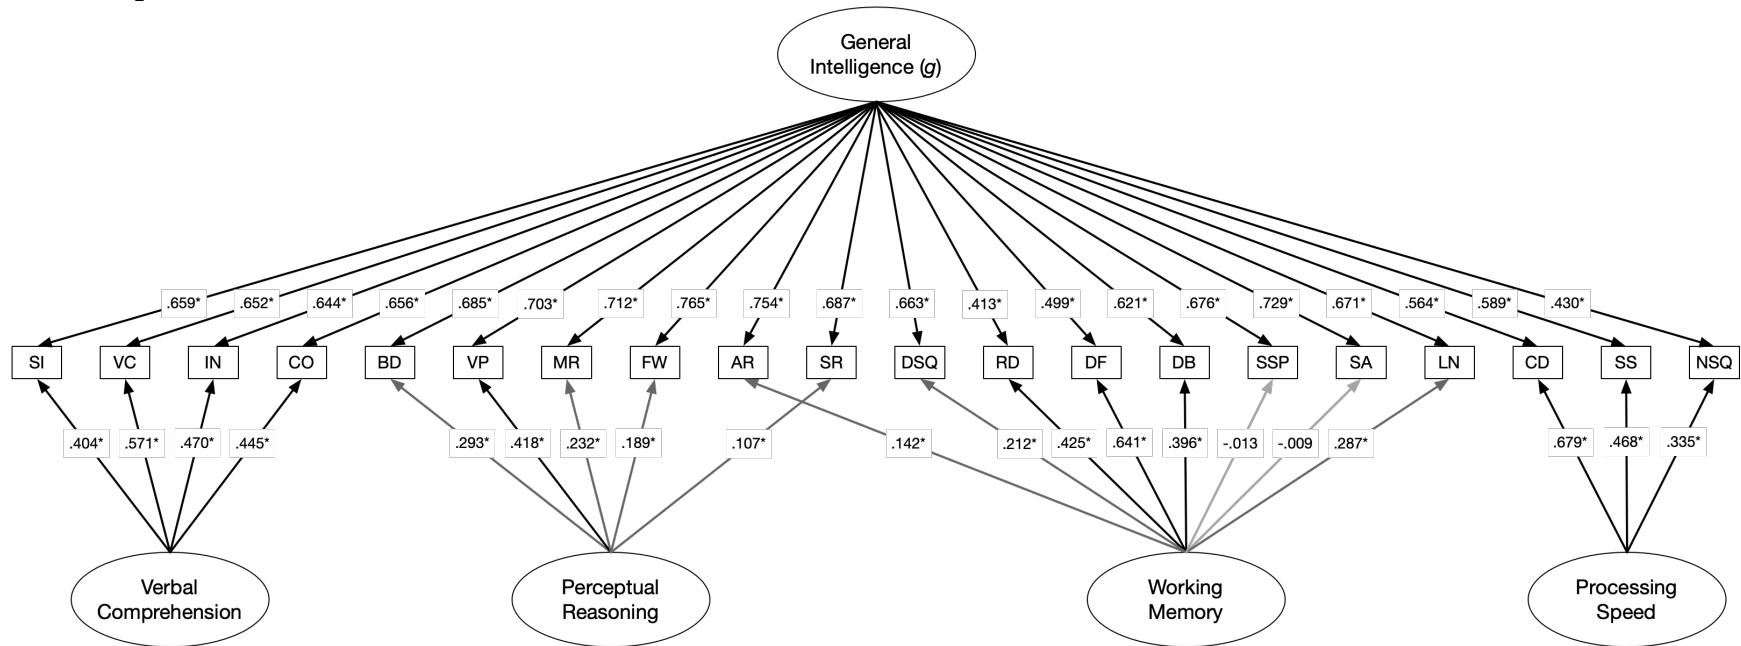 General
Intelligence (g)
.659* .652* .644* .656* .685* .703* .712* .765* .754* .687* .663* .413* .499* .621* .676* .729* .671* .564* .589* .430*
SI VC IN CO BD VP MR FW AR SR DSQ RD DF DB SSP SA LN CD SS NSQ
.404* .571* .470* .445* .293* .418* .232* .189* .107* .142* .212* .425* .641* .396* -.013 -.009 .287* .679* .468* .335*
Verbal
Comprehension
Perceptual
Reasoning
Working
Memory
Processing
Speed